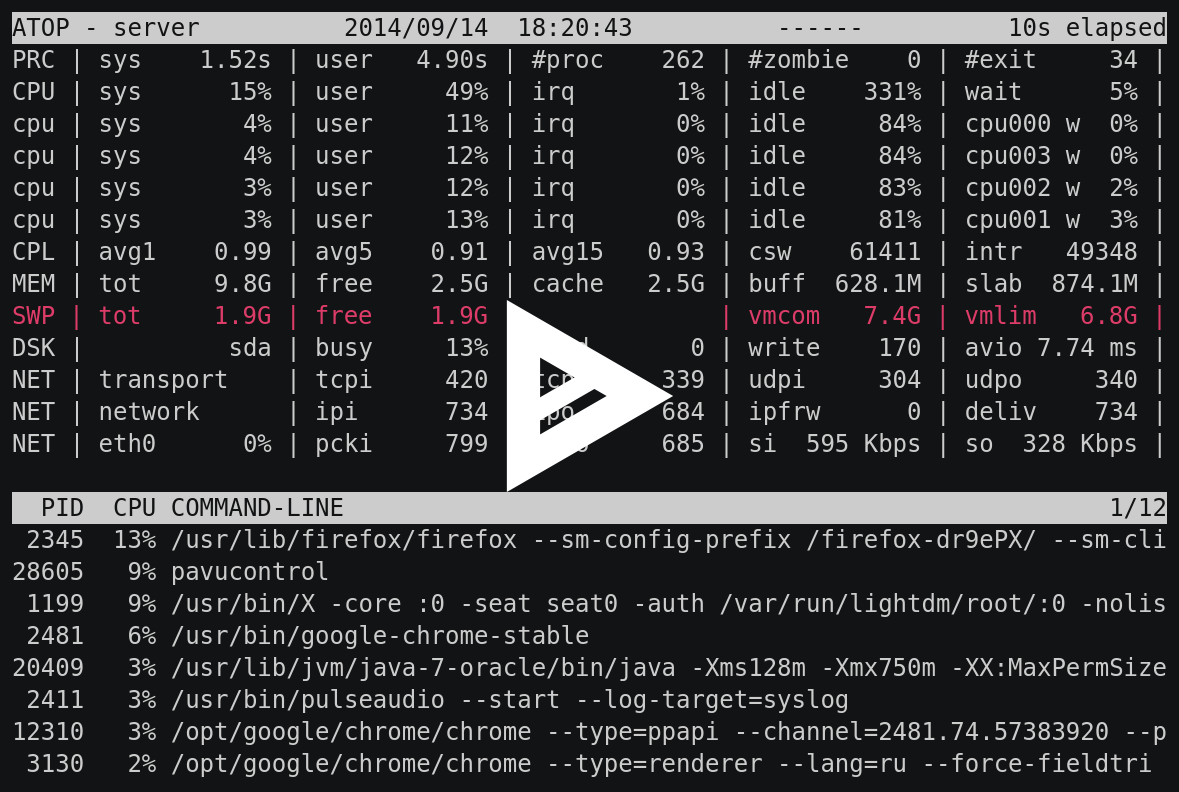 ATOP - server 2014/09/14 18:20:43 ------ 10s elapsed
PRC | sys 1.52s | user 4.90s | #proc 262 | #zombie 0 | #exit 34 |
CPU | sys 15% | user 49% | irq 1% | idle 331% | wait 5% |
cpu | sys 4% | user 11% | irq 0% | idle 84% | cpu000 w 0% |
cpu | sys 4% | user 12% | irq 0% | idle 84% | cpu003 w 0% |
cpu | sys 3% | user 12% | irq 0% | idle 83% | cpu002 w 2% |
cpu | sys 3% | user 13% | irq 0% | idle 81% | cpu001 w 3% |
CPL | avg1 0.99 | avg5 0.91 | avg15 0.93 | csw 61411 | intr 49348 |
MEM | tot 9.8G | free 2.5G | cache 2.5G | buff 628.1M | slab 874.1M |
SWP | tot 1.9G | free 1.9G | vmcom 7.4G | vmlim 6.8G |
DSK | sda | busy 13% 0 | write 170 | avio 7.74 ms |
NET | transport | tcpi 420 339 | udpi 304 | udpo 340 |
NET | network | ipi 734 684 | ipfrw 0 | deliv 734 |
NET | eth0 0% | pcki 799 685 | si 595 Kbps | so 328 Kbps |
PID CPU COMMAND-LINE 1/12
2345 13% /usr/lib/firefox/firefox --sm-config-prefix /firefox-dr9ePX/ --sm-cli
28605 9% pavucontrol
1199 9% /usr/bin/X -core :0 -seat seat0 -auth /var/run/lightdm/root/:0 -nolis
2481 6% /usr/bin/google-chrome-stable
20409 3% /usr/lib/jvm/java-7-oracle/bin/java -Xms128m -Xmx750m -XX:MaxPermSize
2411 3% /usr/bin/pulseaudio --start --log-target=syslog
12310 3% /opt/google/chrome/chrome --type=ppapi --channel=2481.74.57383920 --p
3130 2% /opt/google/chrome/chrome --type=renderer --lang=ru --force-fieldtri